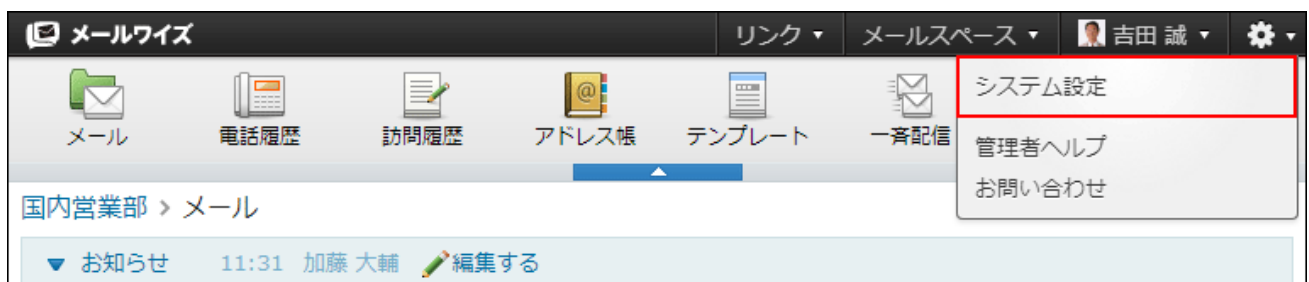 メールワイズ リンク ▼ メールスペース ▼ 吉田 誠 ▼
システム設定
メール 電話履歴 訪問履歴 アドレス帳 テンプレート 一斉配信
管理者ヘルプ
お問い合わせ
国内営業部 > メール
▼ お知らせ 11:31 加藤 大輔 編集する